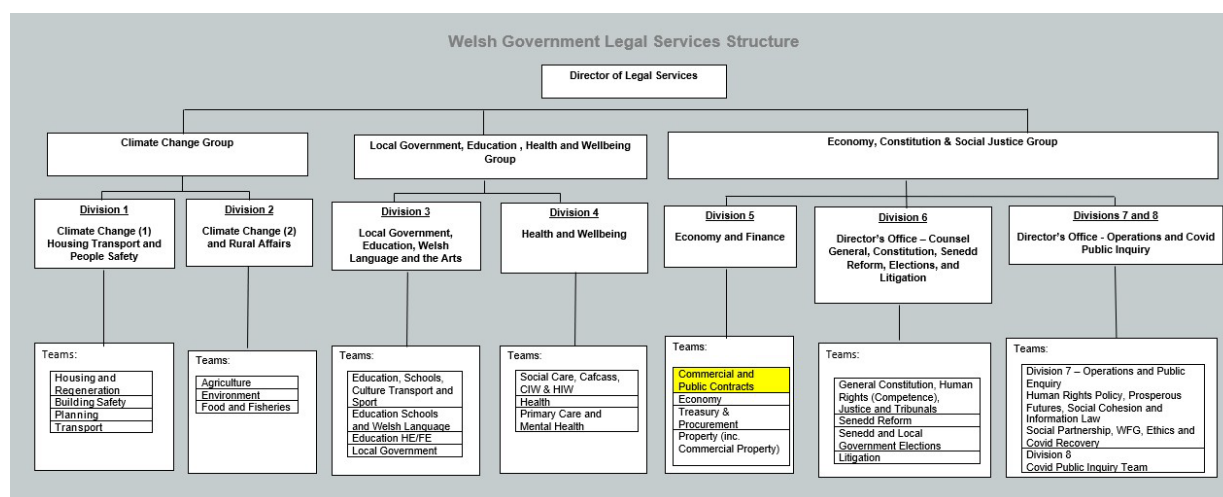 Welsh Government Legal Services Structure
Director of Legal Services
Climate Change Group
Local Government, Education , Health and Wellbeing
Group
Economy, Constitution & Social Justice Group
Division 1
Climate Change (1)
Housing Transport and
People Safety
Division 2
Climate Change (2)
and Rural Affairs
Division 3
Local Government,
Education, Welsh
Language and the Arts
Division 4
Health and Wellbeing
Division 5
Economy and Finance
Division 6
Director's Office – Counsel
General, Constitution, Senedd
Reform, Elections, and
Litigation
Divisions 7 and 8
Director's Office - Operations and Covid
Public Inquiry
Teams:
Housing and
Regeneration
Building Safety
Planning
Transport
Teams:
Agriculture
Environment
Food and Fisheries
Teams:
Education, Schools,
Culture Transport and
Sport
Education Schools
and Welsh Language
Education HE/FE
Local Government
Teams:
Social Care, Cafcass,
CIW & HIW
Health
Primary Care and
Mental Health
Teams:
Commercial and
Public Contracts
Economy
Treasury &
Procurement
Property (inc.
Commercial Property)
Teams:
General Constitution, Human
Rights (Competence),
Justice and Tribunals
Senedd Reform
Senedd and Local
Government Elections
Litigation
Teams:
Division 7 – Operations and Public
Enquiry
Human Rights Policy, Prosperous
Futures, Social Cohesion and
Information Law
Social Partnership, WFG, Ethics and
Covid Recovery
Division 8
Covid Public Inquiry Team